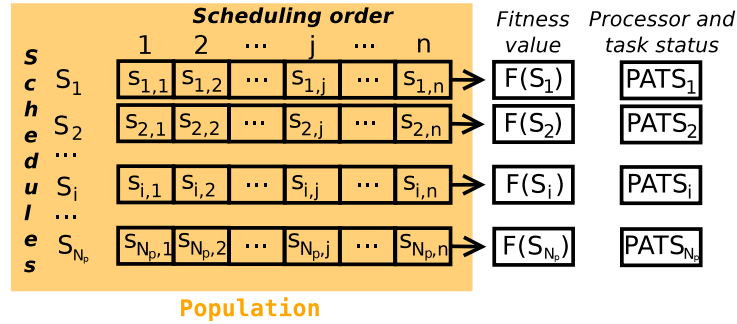 Scheduling order
Fitness value
Processor and task status
1 2 ... j ... n
Schedules
S1 s1,1 s1,2 ... s1,j ... s1,n F(S1) PATS1
S2 s2,1 s2,2 ... s2,j ... s2,n F(S2) PATS2
...
Si si,1 si,2 ... si,j ... si,n F(Si) PATSi
...
SNp sNp,1 sNp,2 ... sNp,j ... sNp,n F(SNp) PATSNp
Population